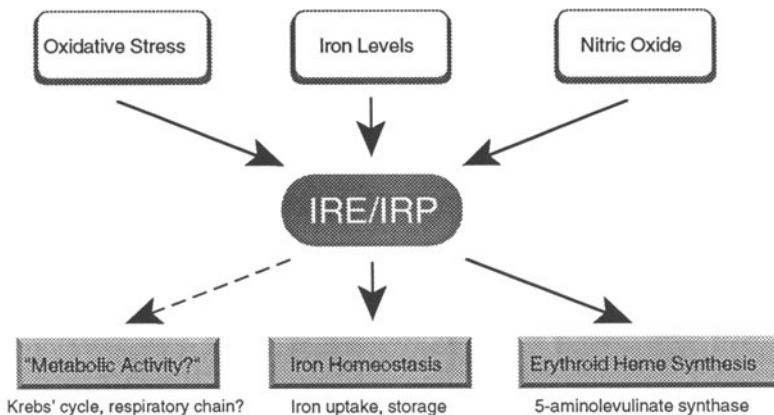 Oxidative Stress
Iron Levels
Nitric Oxide
IRE/IRP
"Metabolic Activity?"
Iron Homeostasis
Erythroid Heme Synthesis
Krebs' cycle, respiratory chain?
Iron uptake, storage
5-aminolevulinate synthase